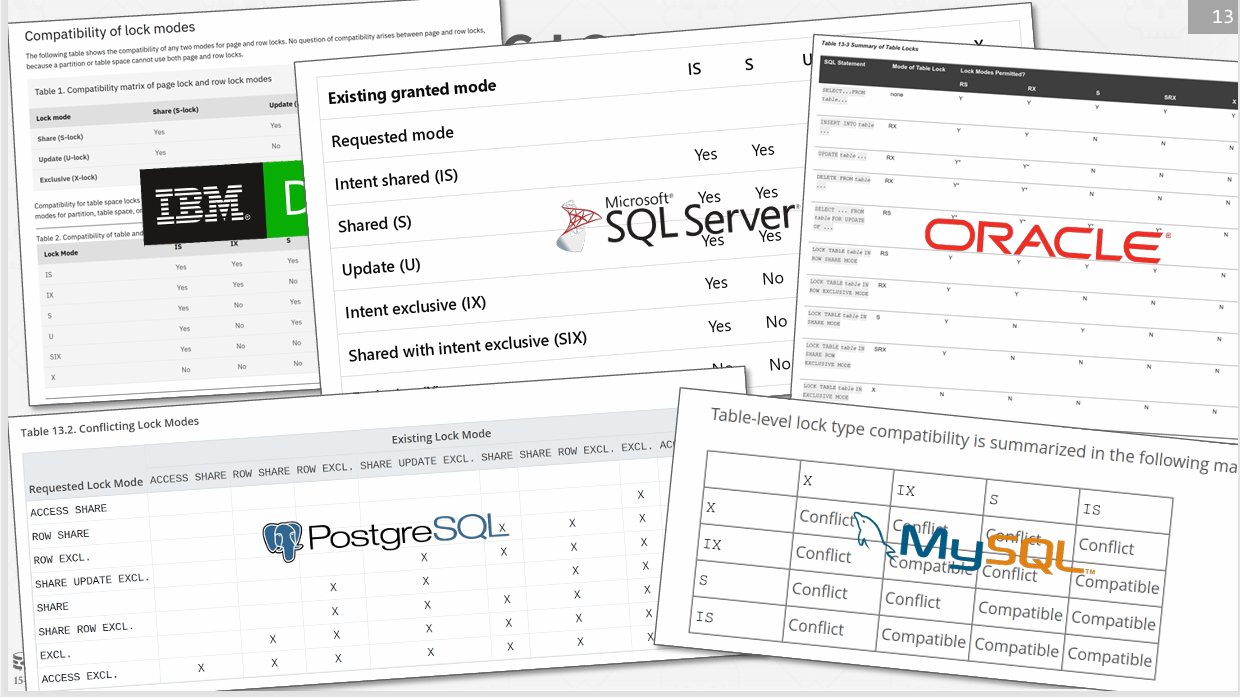 13
Compatibility of lock modes
The following table shows the compatibility of any two modes for page and row locks. No question of compatibility arises between page and row locks,
because a partition or table space cannot use both page and row locks.
Table 1. Compatibility matrix of page lock and row lock modes
Lock mode Share (S-lock) Update (
Share (S-lock) Yes Yes
Update (U-lock) Yes No
Exclusive (X-lock)
IBM D
Compatibility for table space locks
modes for partition, table space, or
Table 2. Compatibility of table and
Lock Mode IS IX S
IS Yes Yes Yes
IX Yes Yes No
S Yes No Yes
U Yes No Yes
SIX Yes No No
X No No No
Existing granted mode IS S U X
Requested mode
Intent shared (IS) Yes Yes
Shared (S) Yes Yes
Update (U) Yes Yes
Intent exclusive (IX) Yes No
Shared with intent exclusive (SIX) Yes No
No No
Microsoft®
SQL Server®
Table 13-3 Summary of Table Locks
SQL Statement Mode of Table Lock Lock Modes Permitted?
RS RX S SRX X
SELECT...FROM none Y Y Y Y Y
table...
INSERT INTO table RX Y Y N N N
...
UPDATE table ... RX Y* Y* N N N
DELETE FROM table RX Y* Y* N N N
...
SELECT ... FROM RS Y* Y* Y* Y* N
table FOR UPDATE
OF ...
LOCK TABLE table IN RS Y Y Y Y N
ROW SHARE MODE
LOCK TABLE table IN RX Y Y N N N
ROW EXCLUSIVE MODE
LOCK TABLE table IN S Y N Y N N
SHARE MODE
LOCK TABLE table IN SRX Y N N N N
SHARE ROW
EXCLUSIVE MODE
LOCK TABLE table IN X N N N N N
EXCLUSIVE MODE
ORACLE®
Table 13.2. Conflicting Lock Modes
Existing Lock Mode
Requested Lock Mode ACCESS SHARE ROW SHARE ROW EXCL. SHARE UPDATE EXCL. SHARE SHARE ROW EXCL. EXCL. AC
ACCESS SHARE
ROW SHARE X
ROW EXCL. X X X
SHARE UPDATE EXCL. X X X X
SHARE X X X X
SHARE ROW EXCL. X X X X X
EXCL. X X X X X X
ACCESS EXCL. X X X X X X X
PostgreSQL
Table-level lock type compatibility is summarized in the following ma
X IX S IS
X Conflict Conflict Conflict Conflict
IX Conflict Compatible Conflict Compatible
S Conflict Conflict Compatible Compatible
IS Conflict Compatible Compatible Compatible
MySQL™
15-